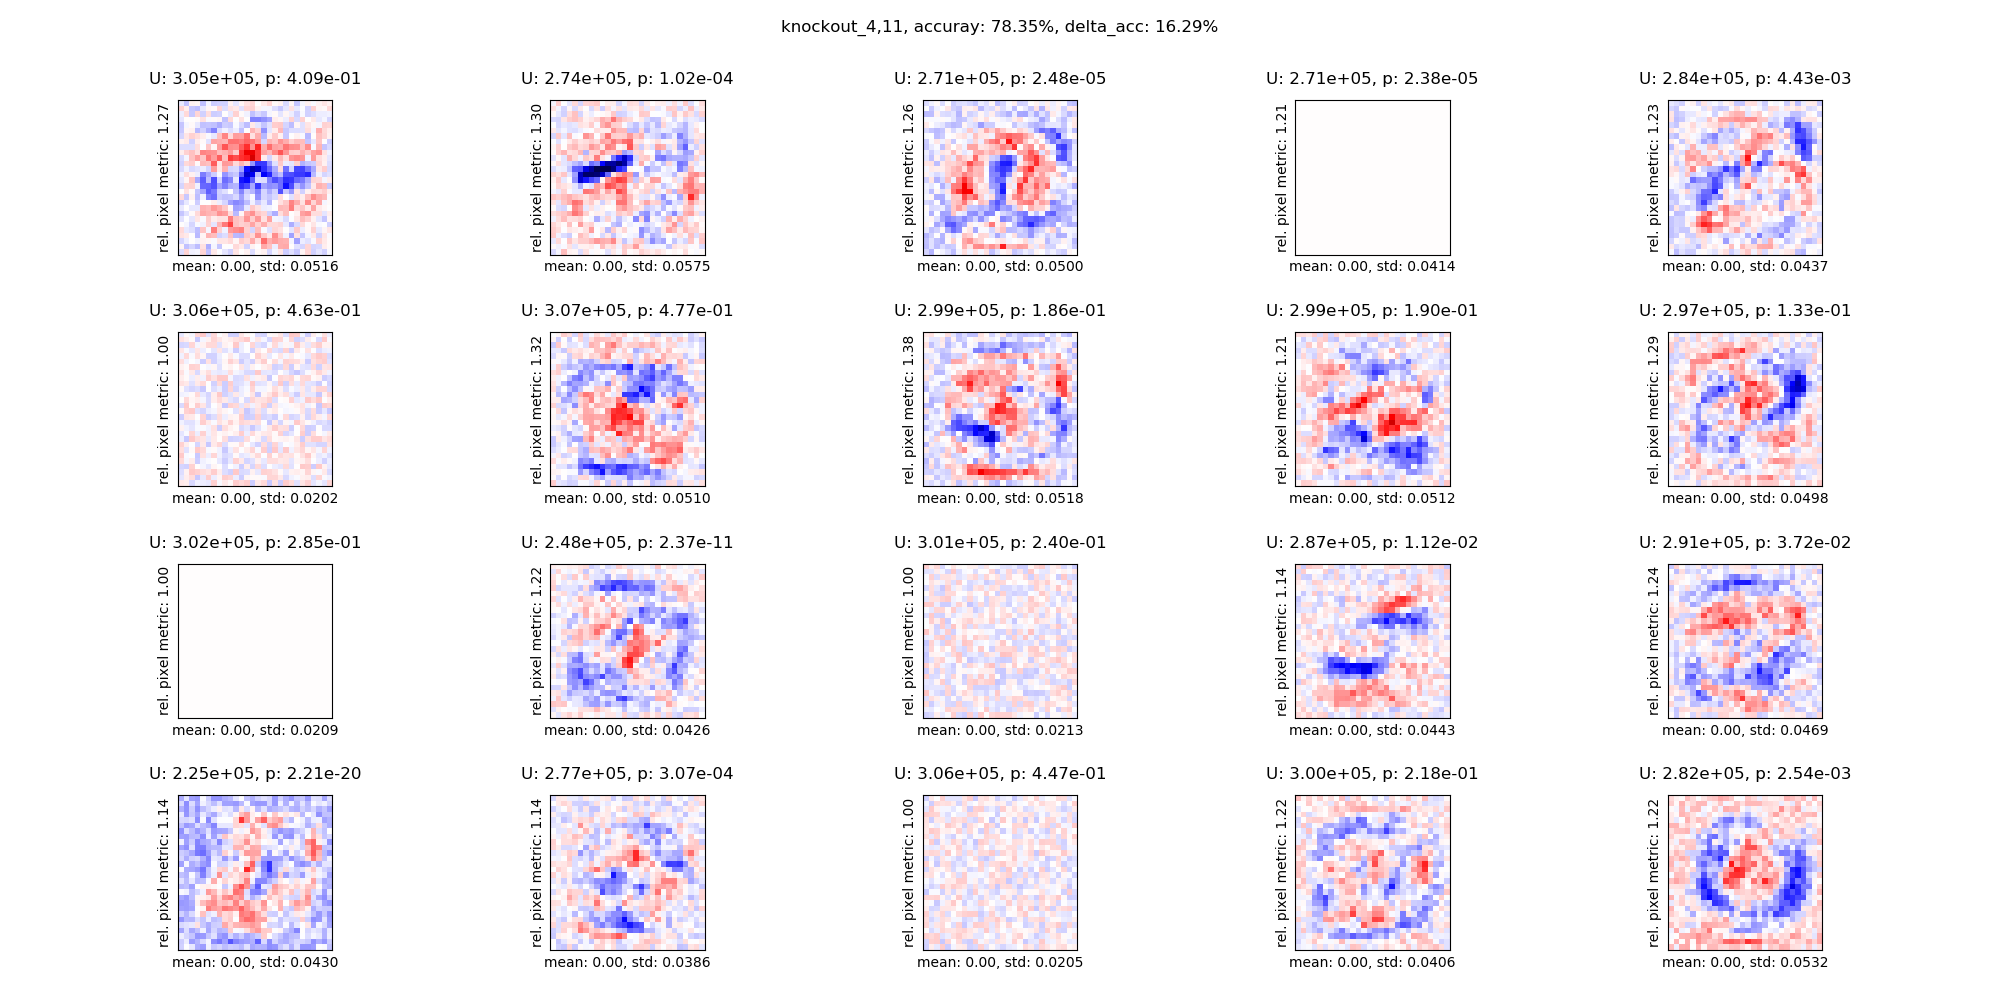 knockout_4,11, accuray: 78.35%, delta_acc: 16.29%
U: 3.05e+05, p: 4.09e-01
rel. pixel metric: 1.27
mean: 0.00, std: 0.0516
U: 2.74e+05, p: 1.02e-04
rel. pixel metric: 1.30
mean: 0.00, std: 0.0575
U: 2.71e+05, p: 2.48e-05
rel. pixel metric: 1.26
mean: 0.00, std: 0.0500
U: 2.71e+05, p: 2.38e-05
rel. pixel metric: 1.21
mean: 0.00, std: 0.0414
U: 2.84e+05, p: 4.43e-03
rel. pixel metric: 1.23
mean: 0.00, std: 0.0437
U: 3.06e+05, p: 4.63e-01
rel. pixel metric: 1.00
mean: 0.00, std: 0.0202
U: 3.07e+05, p: 4.77e-01
rel. pixel metric: 1.32
mean: 0.00, std: 0.0510
U: 2.99e+05, p: 1.86e-01
rel. pixel metric: 1.38
mean: 0.00, std: 0.0518
U: 2.99e+05, p: 1.90e-01
rel. pixel metric: 1.21
mean: 0.00, std: 0.0512
U: 2.97e+05, p: 1.33e-01
rel. pixel metric: 1.29
mean: 0.00, std: 0.0498
U: 3.02e+05, p: 2.85e-01
rel. pixel metric: 1.00
mean: 0.00, std: 0.0209
U: 2.48e+05, p: 2.37e-11
rel. pixel metric: 1.22
mean: 0.00, std: 0.0426
U: 3.01e+05, p: 2.40e-01
rel. pixel metric: 1.00
mean: 0.00, std: 0.0213
U: 2.87e+05, p: 1.12e-02
rel. pixel metric: 1.14
mean: 0.00, std: 0.0443
U: 2.91e+05, p: 3.72e-02
rel. pixel metric: 1.24
mean: 0.00, std: 0.0469
U: 2.25e+05, p: 2.21e-20
rel. pixel metric: 1.14
mean: 0.00, std: 0.0430
U: 2.77e+05, p: 3.07e-04
rel. pixel metric: 1.14
mean: 0.00, std: 0.0386
U: 3.06e+05, p: 4.47e-01
rel. pixel metric: 1.00
mean: 0.00, std: 0.0205
U: 3.00e+05, p: 2.18e-01
rel. pixel metric: 1.22
mean: 0.00, std: 0.0406
U: 2.82e+05, p: 2.54e-03
rel. pixel metric: 1.22
mean: 0.00, std: 0.0532